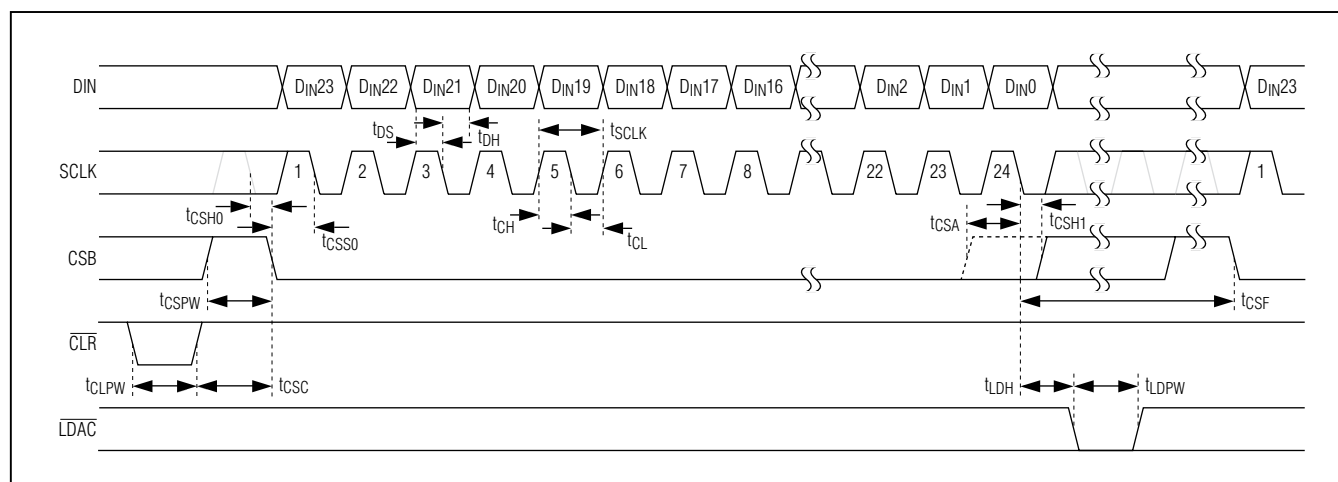 DIN DIN23 DIN22 DIN21 DIN20 DIN19 DIN18 DIN17 DIN16 DIN2 DIN1 DIN0 DIN23
tDS tDH tSCLK
SCLK 1 2 3 4 5 6 7 8 22 23 24 1
tCSH0 tCSS0 tCH tCL tCSA tCSH1
CSB
tCSPW tCSF
CLR
tCLPW tCSC tLDH tLDPW
LDAC